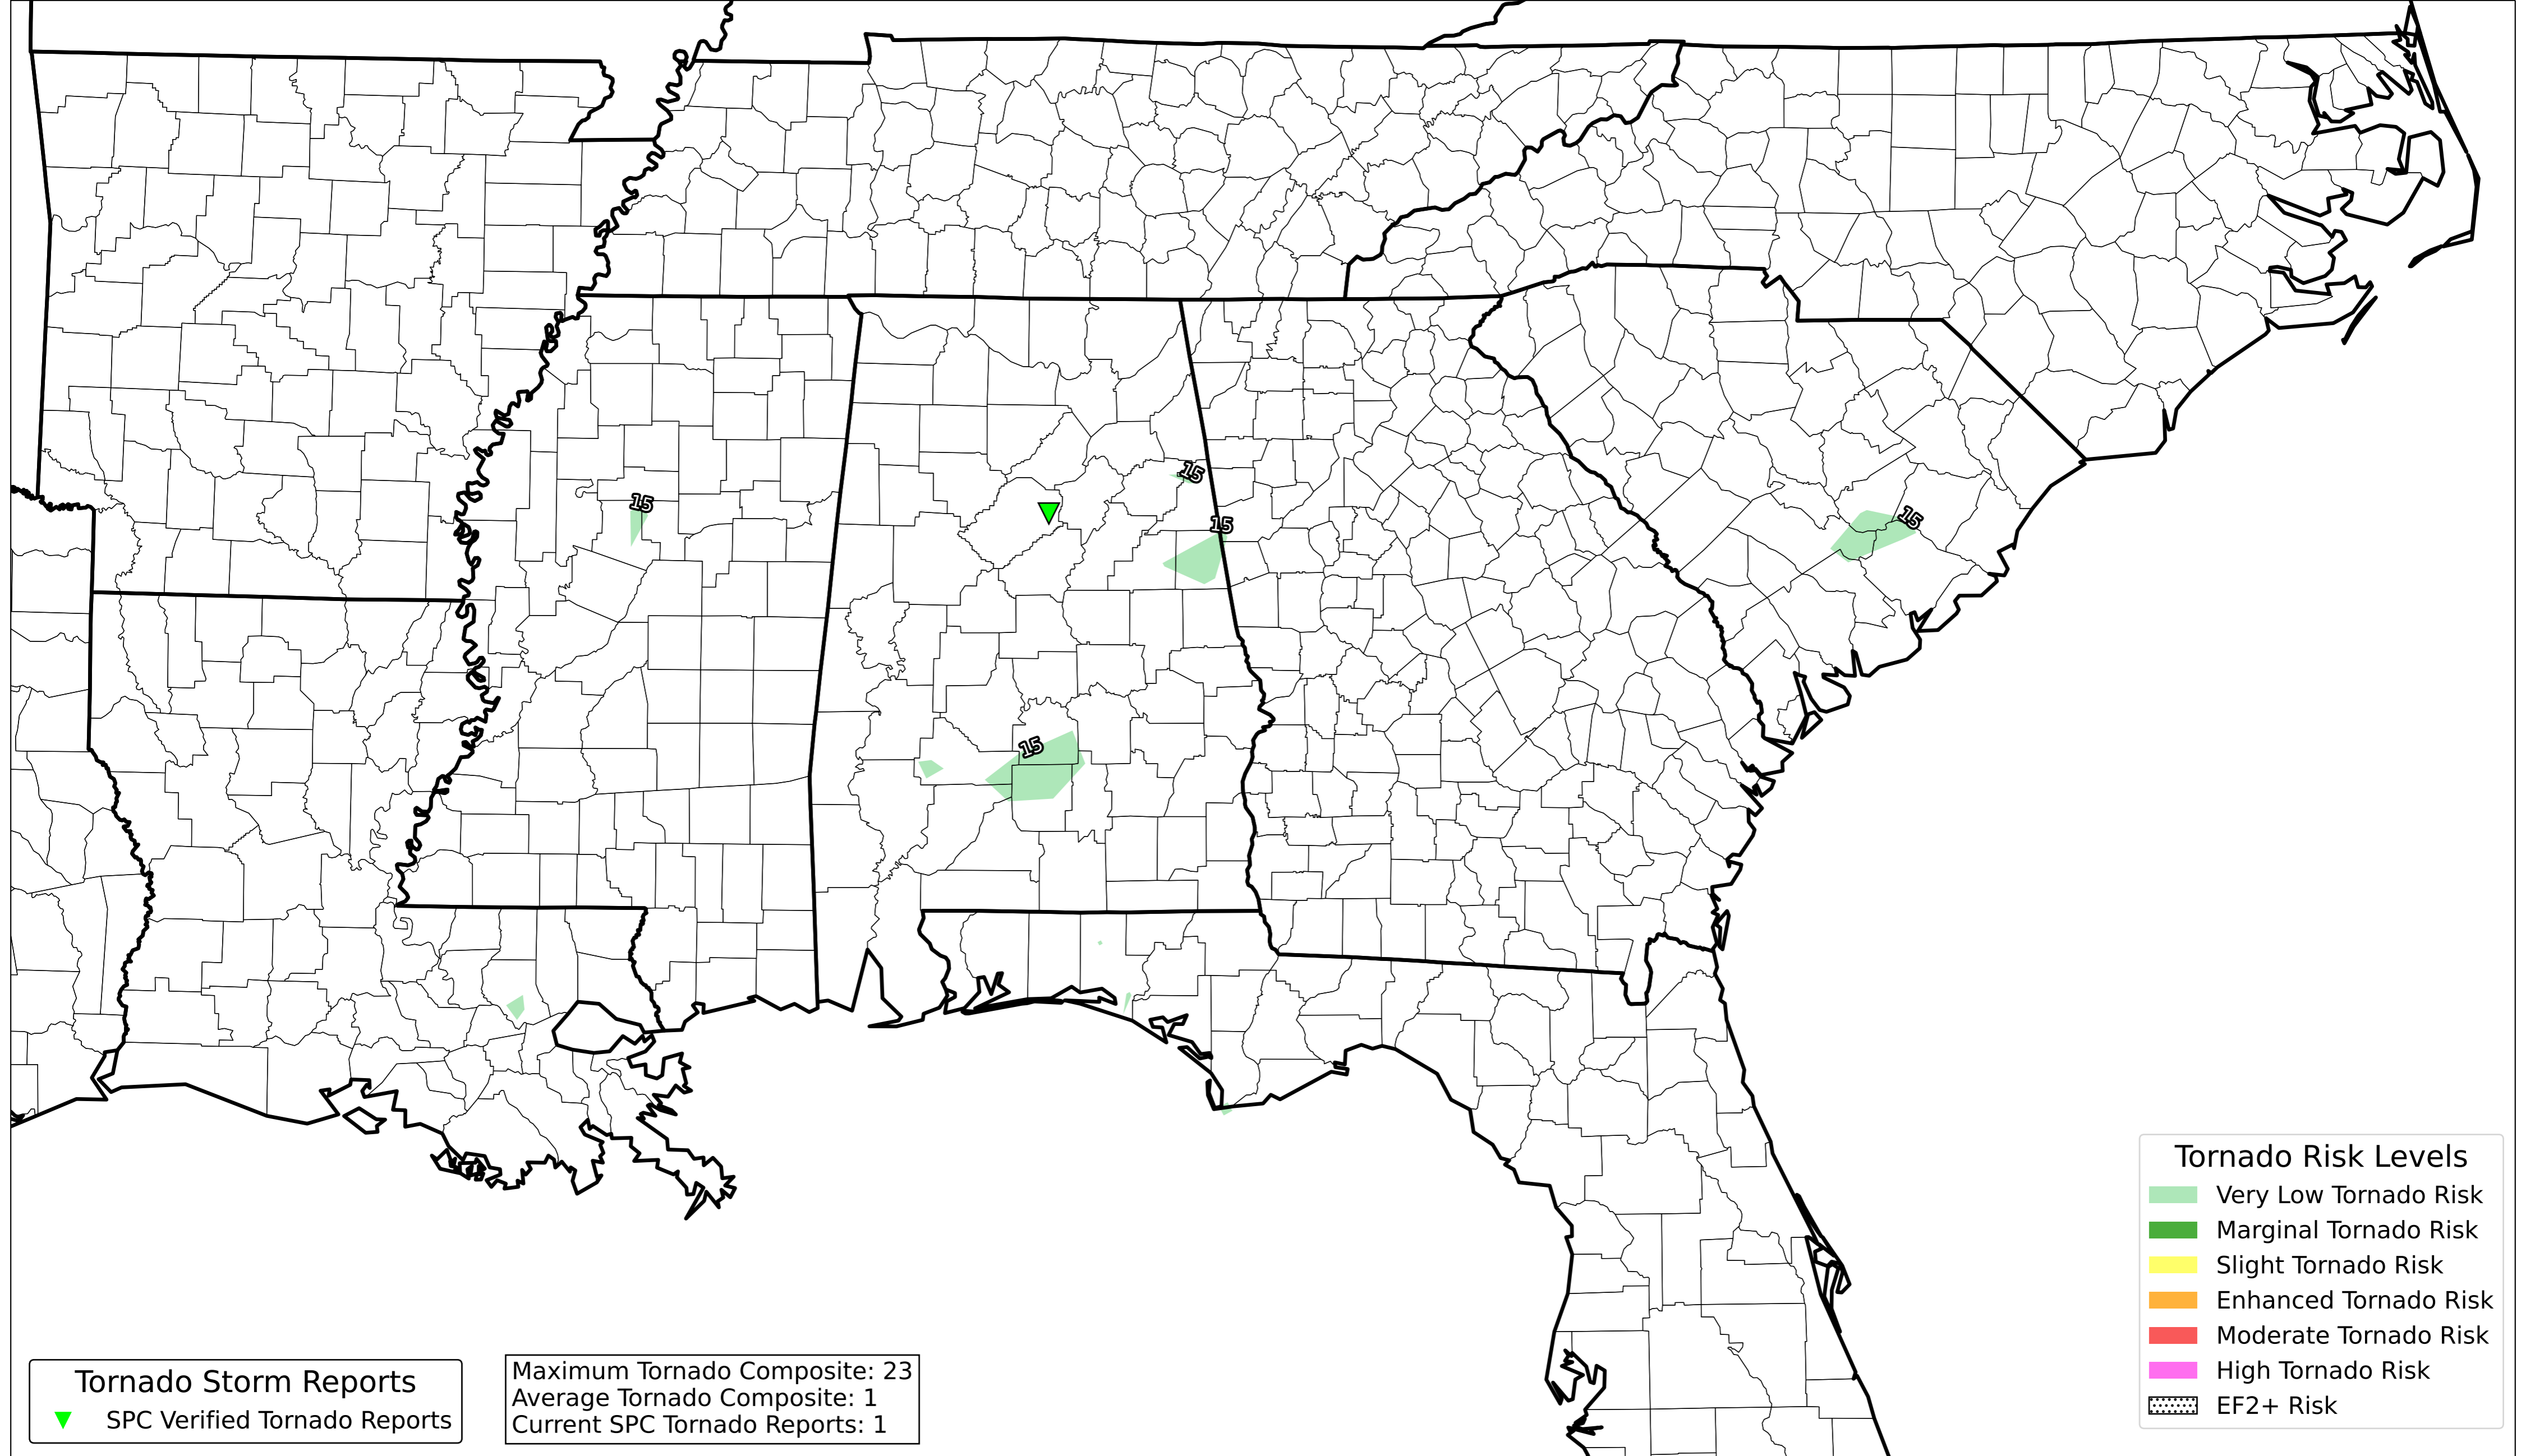 15
15
15
15
15
Tornado Risk Levels
Very Low Tornado Risk
Marginal Tornado Risk
Slight Tornado Risk
Enhanced Tornado Risk
Moderate Tornado Risk
High Tornado Risk
EF2+ Risk
Tornado Storm Reports
SPC Verified Tornado Reports
Maximum Tornado Composite: 23
Average Tornado Composite: 1
Current SPC Tornado Reports: 1